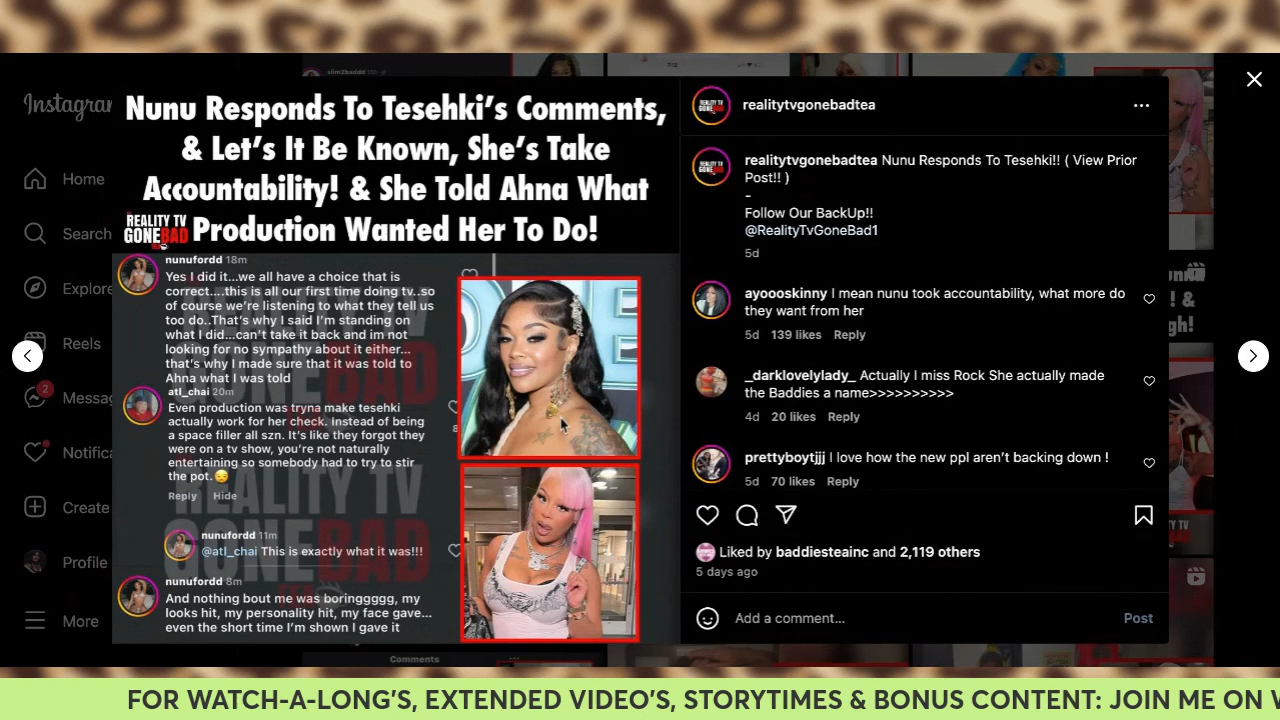 slim2baddd 15h
7:12
Instagram
Home
Search
Explore
Reels
2
Messag
Notifica
Create
Profile
More
Nunu Responds To Tesehki's Comments,
& Let's It Be Known, She's Take
Accountability! & She Told Ahna What
Production Wanted Her To Do!
REALITY TV
GONEBAD
nunufordd 18m
Yes I did it...we all have a choice that is
correct....this is all our first time doing tv..so
of course we're listening to what they tell us
too do..That's why I said I'm standing on
what I did...can't take it back and im not
looking for no sympathy about it either...
that's why I made sure that it was told to
Ahna what I was told
atl_chai 20m
Even production was tryna make tesehki
actually work for her check. Instead of being
a space filler all szn. It's like they forgot they
were on a tv show, you're not naturally
entertaining so somebody had to try to stir
the pot.😒
Reply Hide
nunufordd 11m
@atl_chai This is exactly what it was!!!
nunufordd 8m
And nothing bout me was boringgggg, my
looks hit, my personality hit, my face gave...
even the short time I'm shown I gave it
REALITY TV
GONEBAD
realitytvgonebadtea
realitytvgonebadtea Nunu Responds To Tesehki!! ( View Prior
Post!! )
-
Follow Our BackUp!!
@RealityTvGoneBad1
5d
ayoooskinny I mean nunu took accountability, what more do
they want from her
5d 139 likes Reply
_darklovelylady_ Actually I miss Rock She actually made
the Baddies a name>>>>>>>>>>
4d 20 likes Reply
prettyboytjjj I love how the new ppl aren't backing down !
5d 70 likes Reply
Liked by baddiesteainc and 2,119 others
5 days ago
Add a comment... Post
Comments
FOR WATCH-A-LONG'S, EXTENDED VIDEO'S, STORYTIMES & BONUS CONTENT: JOIN ME ON